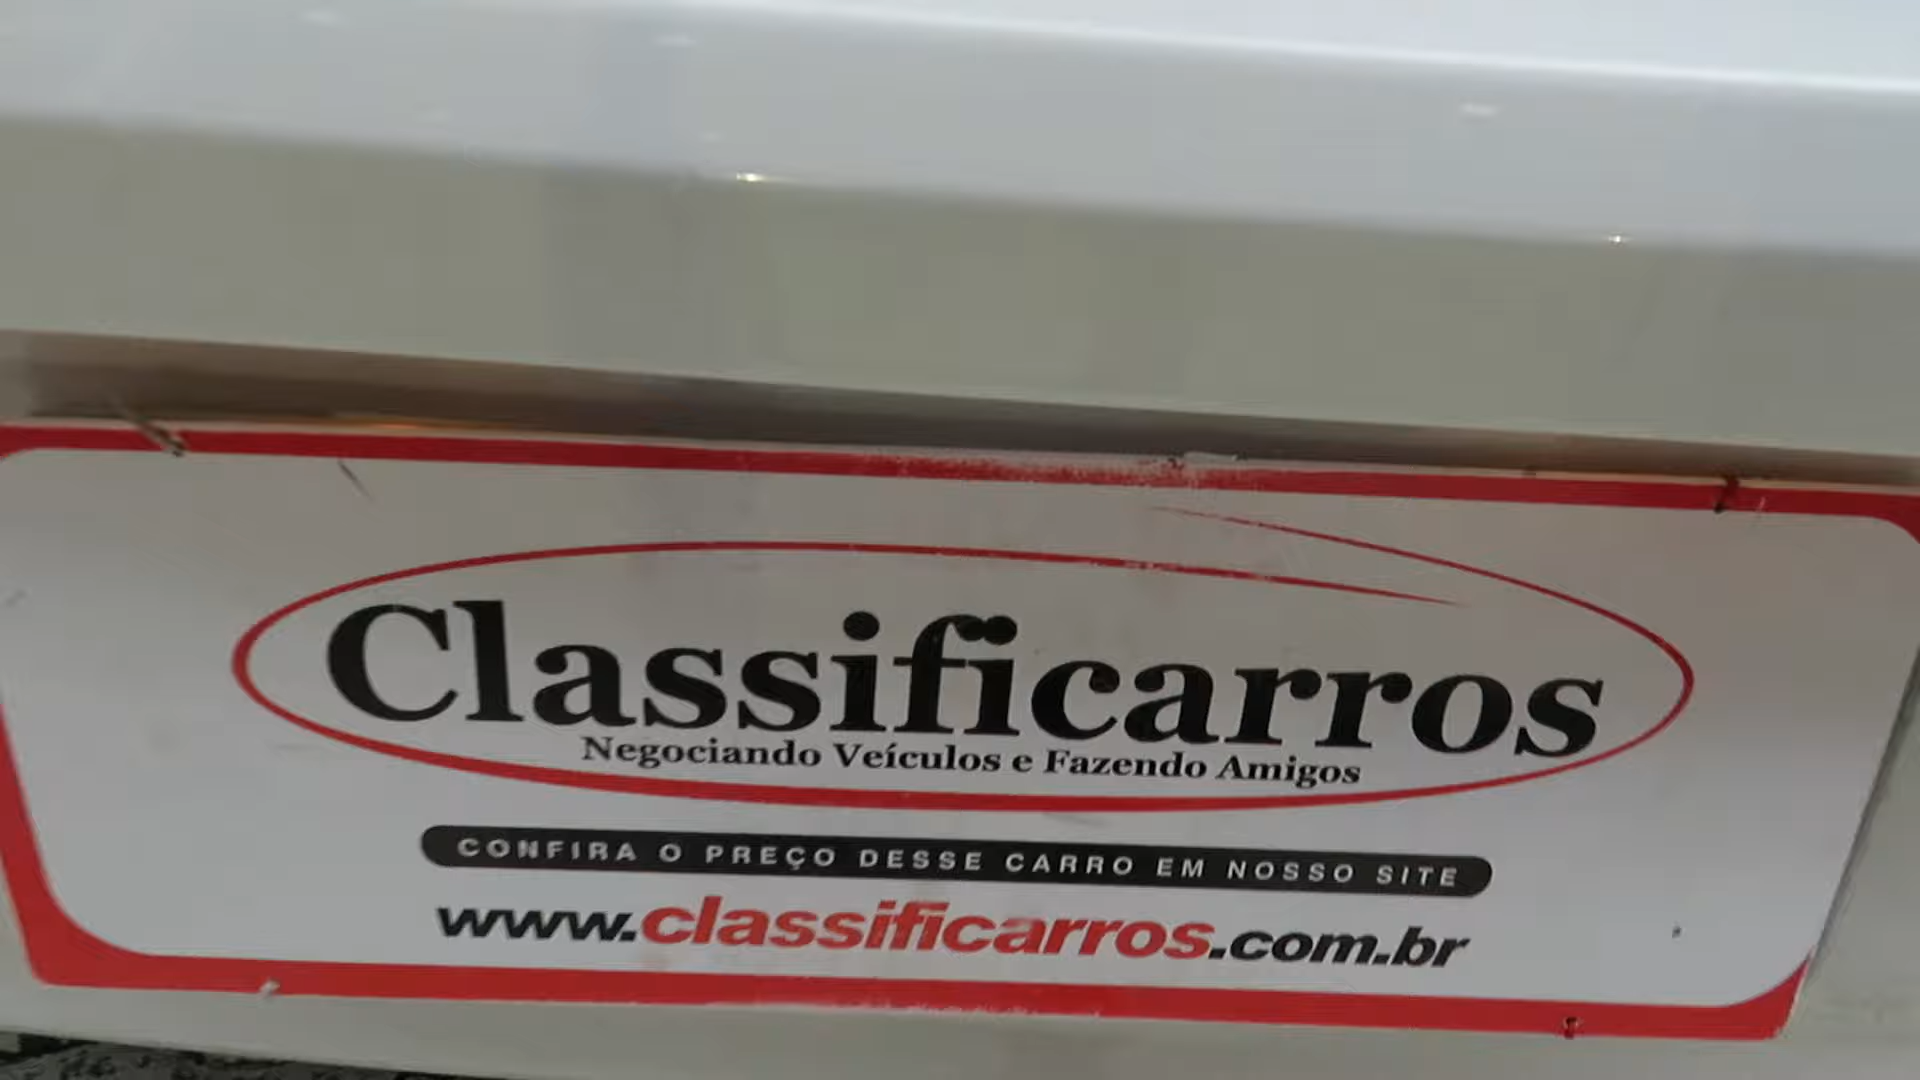 Classificarros
Negociando Veículos e Fazendo Amigos
CONFIRA O PREÇO DESSE CARRO EM NOSSO SITE
www.classificarros.com.br